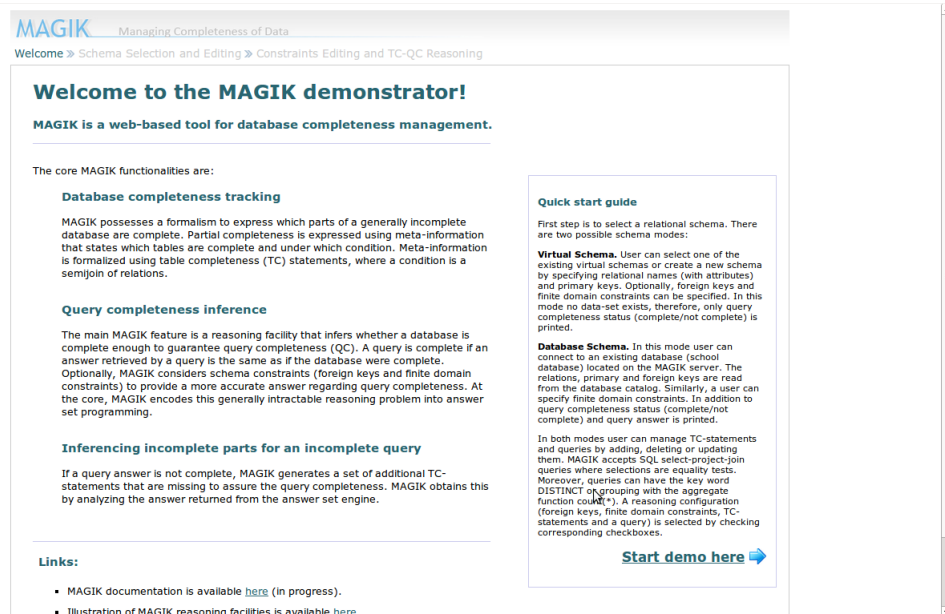 MAGIK Managing Completeness of Data
Welcome » Schema Selection and Editing » Constraints Editing and TC-QC Reasoning
Welcome to the MAGIK demonstrator!
MAGIK is a web-based tool for database completeness management.
The core MAGIK functionalities are:
Database completeness tracking
MAGIK possesses a formalism to express which parts of a generally incomplete
database are complete. Partial completeness is expressed using meta-information
that states which tables are complete and under which condition. Meta-information
is formalized using table completeness (TC) statements, where a condition is a
semijoin of relations.
Query completeness inference
The main MAGIK feature is a reasoning facility that infers whether a database is
complete enough to guarantee query completeness (QC). A query is complete if an
answer retrieved by a query is the same as if the database were complete.
Optionally, MAGIK considers schema constraints (foreign keys and finite domain
constraints) to provide a more accurate answer regarding query completeness. At
the core, MAGIK encodes this generally intractable reasoning problem into answer
set programming.
Inferencing incomplete parts for an incomplete query
If a query answer is not complete, MAGIK generates a set of additional TC-
statements that are missing to assure the query completeness. MAGIK obtains this
by analyzing the answer returned from the answer set engine.
Links:
▪ MAGIK documentation is available here (in progress).
▪ Illustration of MAGIK reasoning facilities is available here
Quick start guide
First step is to select a relational schema. There
are two possible schema modes:
Virtual Schema. User can select one of the
existing virtual schemas or create a new schema
by specifying relational names (with attributes)
and primary keys. Optionally, foreign keys and
finite domain constraints can be specified. In this
mode no data-set exists, therefore, only query
completeness status (complete/not complete) is
printed.
Database Schema. In this mode user can
connect to an existing database (school
database) located on the MAGIK server. The
relations, primary and foreign keys are read
from the database catalog. Similarly, a user can
specify finite domain constraints. In addition to
query completeness status (complete/not
complete) and query answer is printed.
In both modes user can manage TC-statements
and queries by adding, deleting or updating
them. MAGIK accepts SQL select-project-join
queries where selections are equality tests.
Moreover, queries can have the key word
DISTINCT or grouping with the aggregate
function count(*). A reasoning configuration
(foreign keys, finite domain constraints, TC-
statements and a query) is selected by checking
corresponding checkboxes.
Start demo here